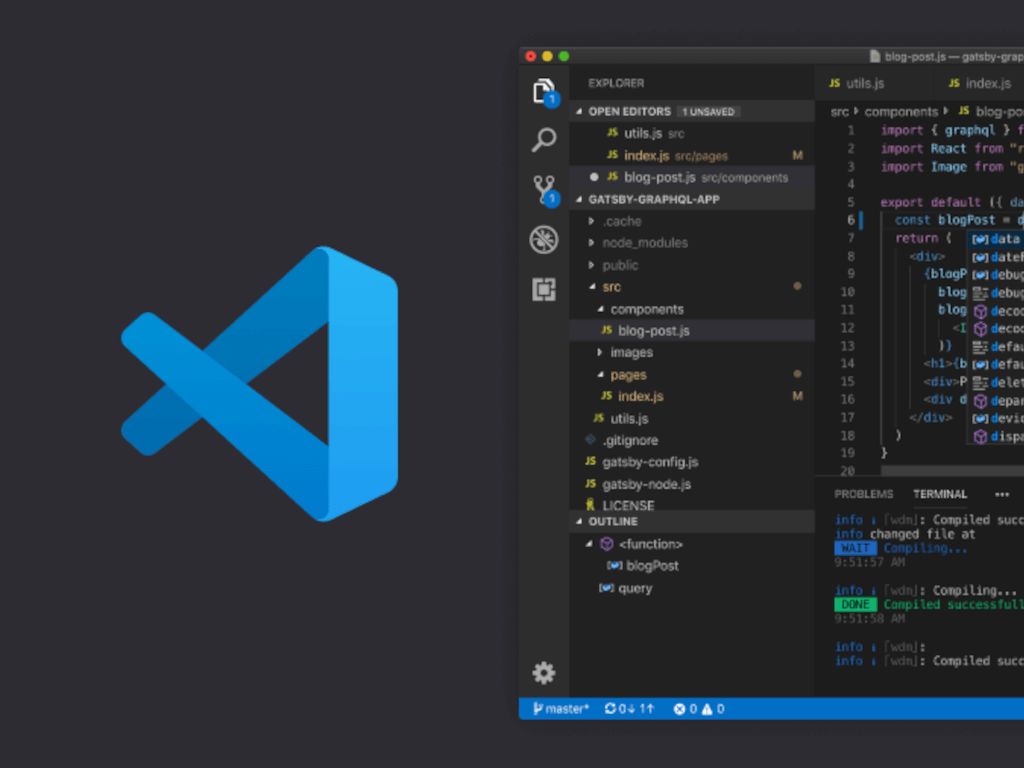 blog-post.js — gatsby-grap
1
EXPLORER
OPEN EDITORS 1 UNSAVED
JS utils.js src
JS index.js src/pages M
JS blog-post.js src/components
1
GATSBY-GRAPHQL-APP
.cache
node_modules
public
src
components
JS blog-post.js
images
pages
JS index.js M
JS utils.js
.gitignore
JS gatsby-config.js
JS gatsby-node.js
LICENSE
OUTLINE
<function>
blogPost
query
JS utils.js JS index.js
src components JS blog-po
1 import { graphql } f
2 import React from "r
3 import Image from "g
4
5 export default ({ da
6 const blogPost = d
7 return (
8 <div>
9 {blogP
10 blog
11 blog
12 <I
13 )}
14 <h1>{b
15 <div>P
16 <div d
17 </div>
18 )
19 }
20
data
dateF
debug
debug
decod
decod
defau
defau
delet
depar
devic
dispa
PROBLEMS TERMINAL •••
info ↓ [wdm]: Compiled succ
info changed file at
WAIT Compiling...
9:51:57 AM
info ↓ [wdm]: Compiling...
DONE Compiled successfull
9:51:58 AM
info ↓ [wdm]:
info ↓ [wdm]: Compiled succ
master* 0↓ 1↑ 0 0